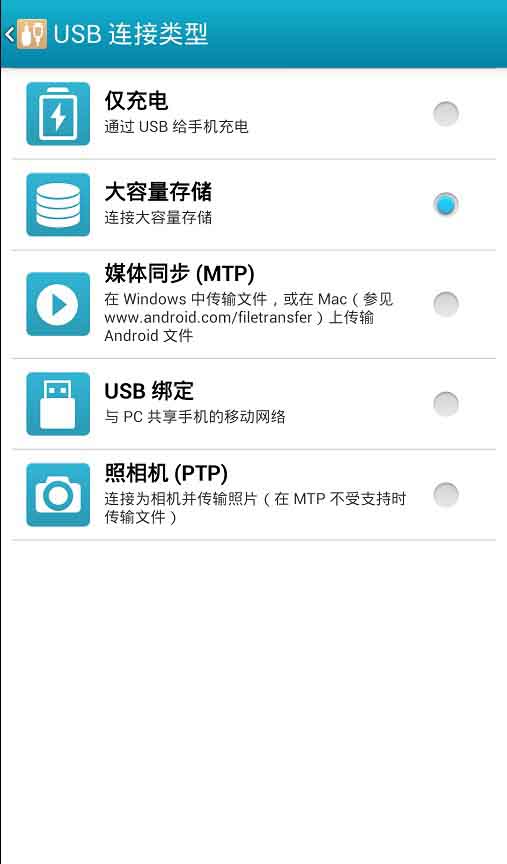 USB 连接类型
仅充电
通过 USB 给手机充电
大容量存储
连接大容量存储
媒体同步 (MTP)
在 Windows 中传输文件，或在 Mac（参见
www.android.com/filetransfer）上传输
Android 文件
USB 绑定
与 PC 共享手机的移动网络
照相机 (PTP)
连接为相机并传输照片（在 MTP 不受支持时
传输文件）